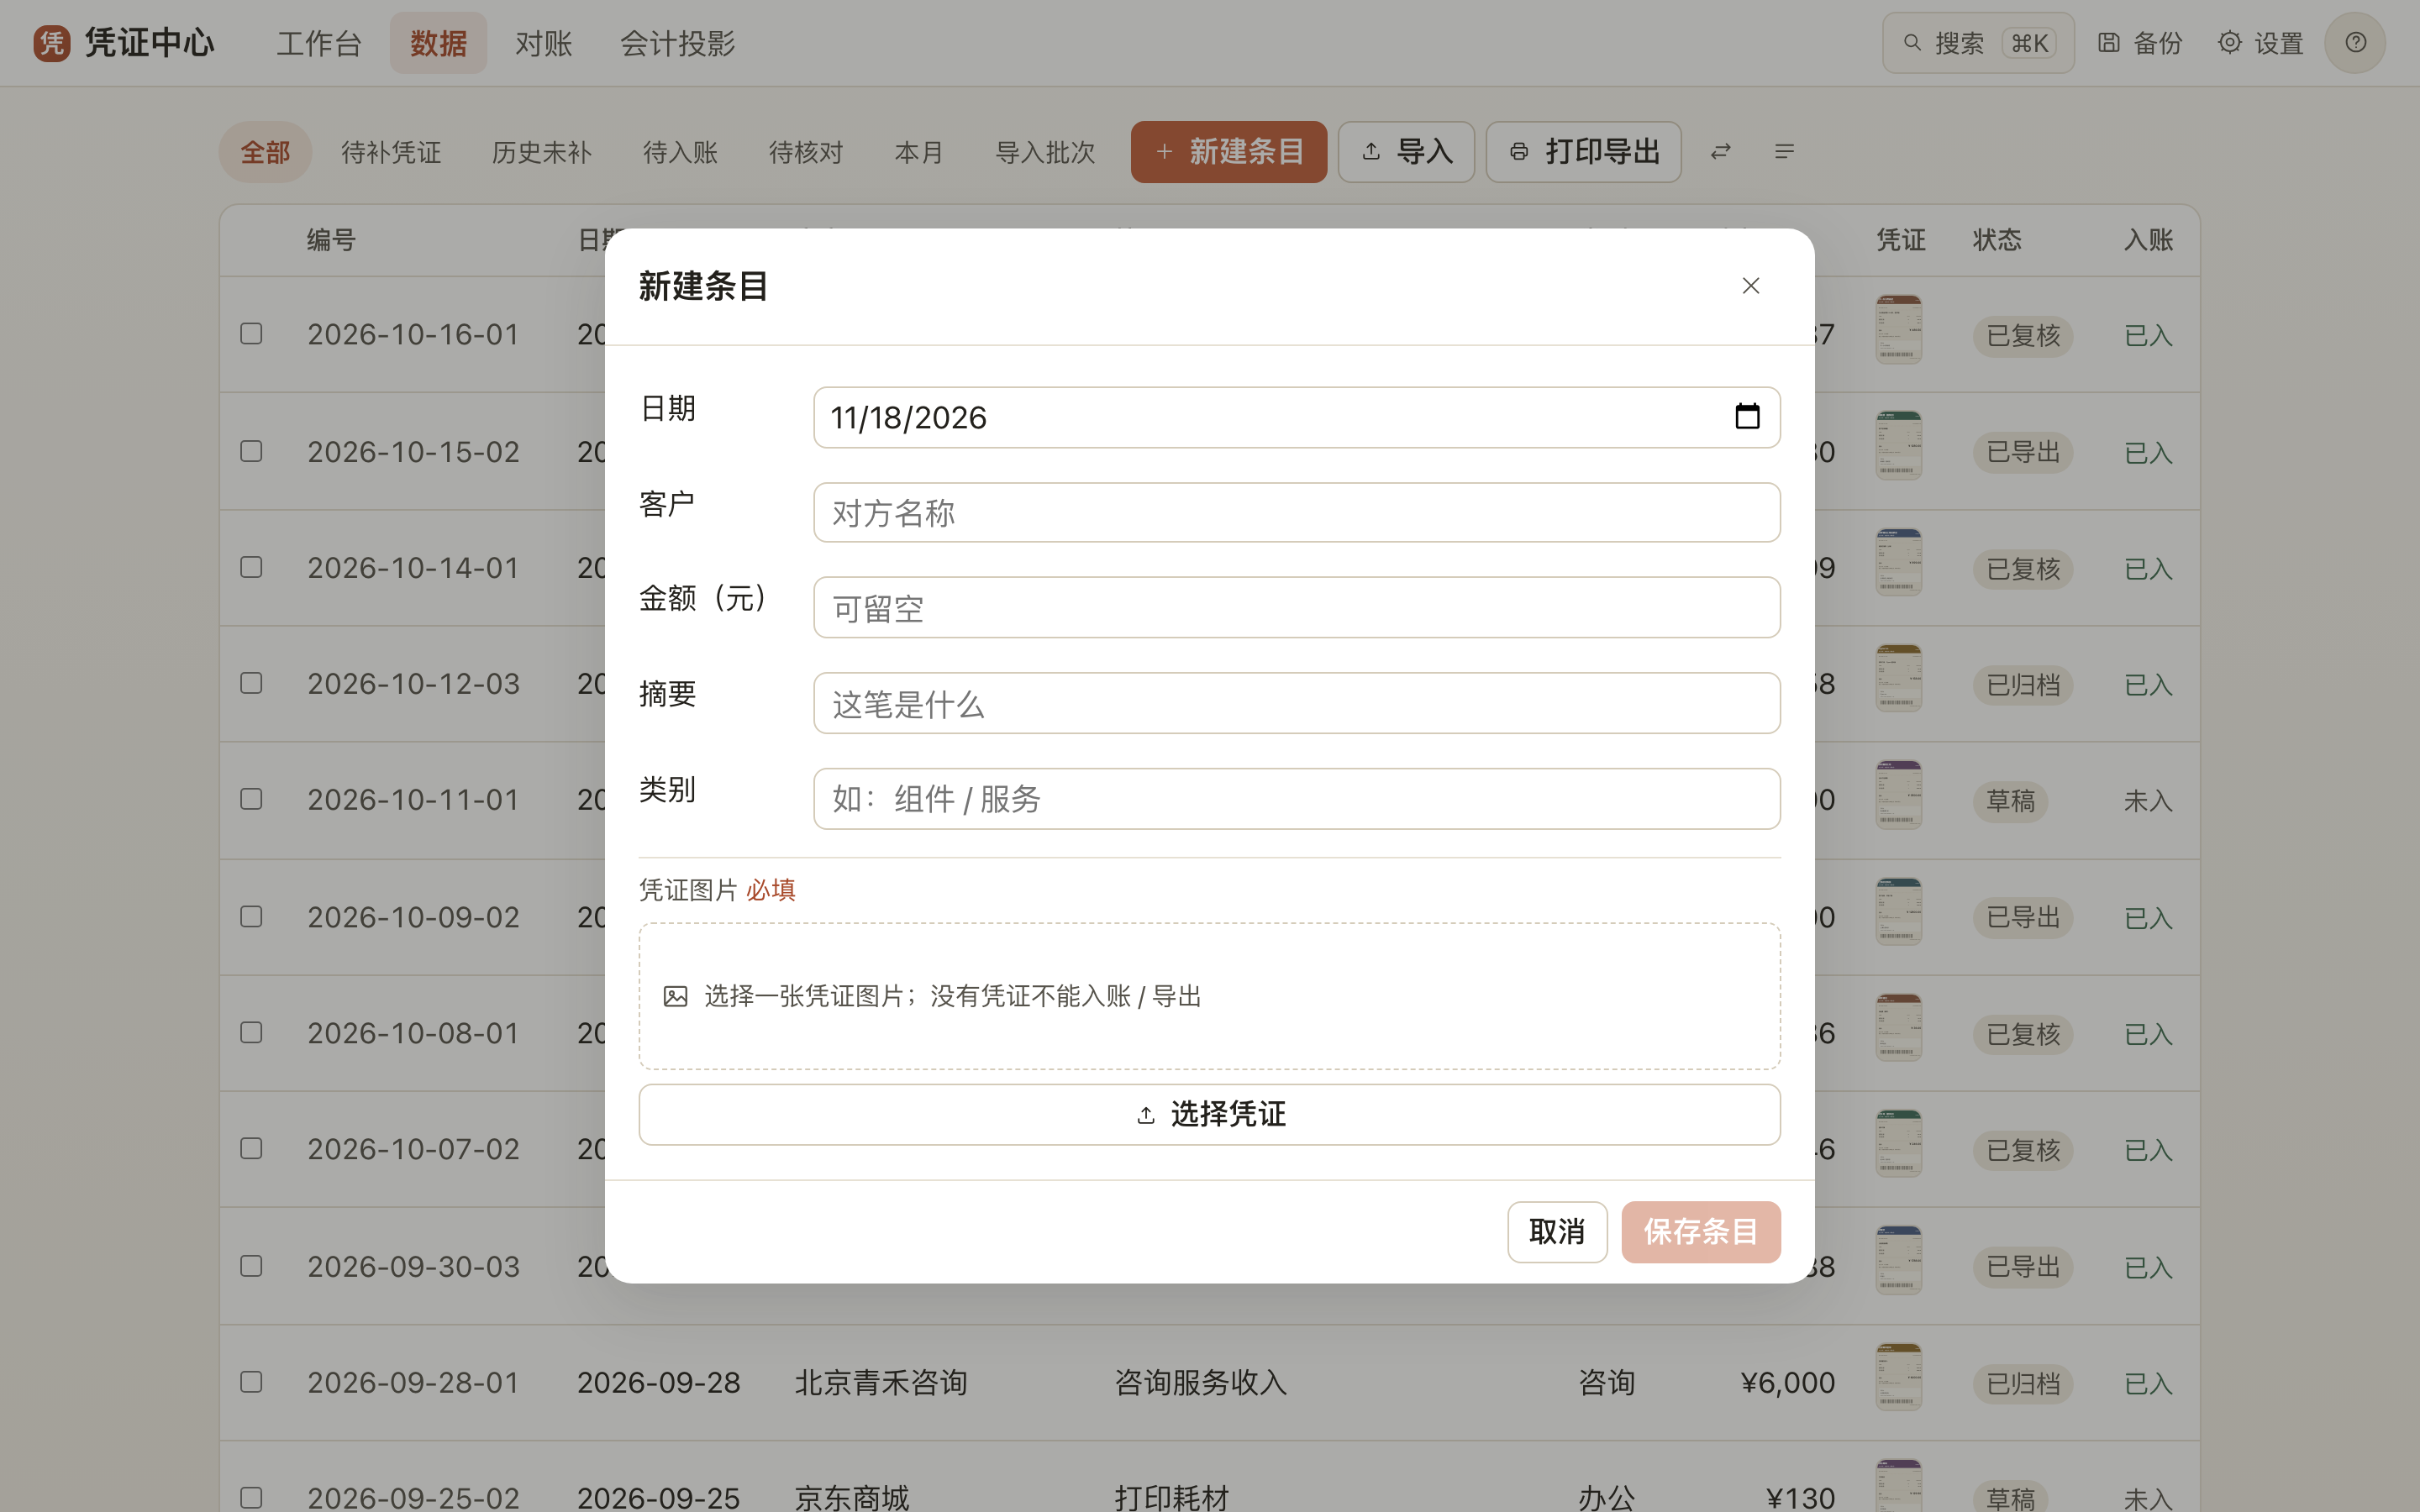 凭 凭证中心 工作台 数据 对账 会计投影 搜索 ⌘K 备份 设置
全部 待补凭证 历史未补 待入账 待核对 本月 导入批次 + 新建条目 导入 打印导出
编号 凭证 状态 入账
新建条目
2026-10-16-01 已复核 已入
日期 11/18/2026
2026-10-15-02 已导出 已入
客户 对方名称
2026-10-14-01 已复核 已入
金额（元） 可留空
2026-10-12-03 已归档 已入
摘要 这笔是什么
2026-10-11-01 草稿 未入
类别 如：组件 / 服务
凭证图片 必填
2026-10-09-02 已导出 已入
选择一张凭证图片；没有凭证不能入账 / 导出
2026-10-08-01 已复核 已入
选择凭证
2026-10-07-02 已复核 已入
取消 保存条目
2026-09-30-03 已导出 已入
2026-09-28-01 2026-09-28 北京青禾咨询 咨询服务收入 咨询 ¥6,000 已归档 已入
2026-09-25-02 2026-09-25 京东商城 打印耗材 办公 ¥130 草稿 未入